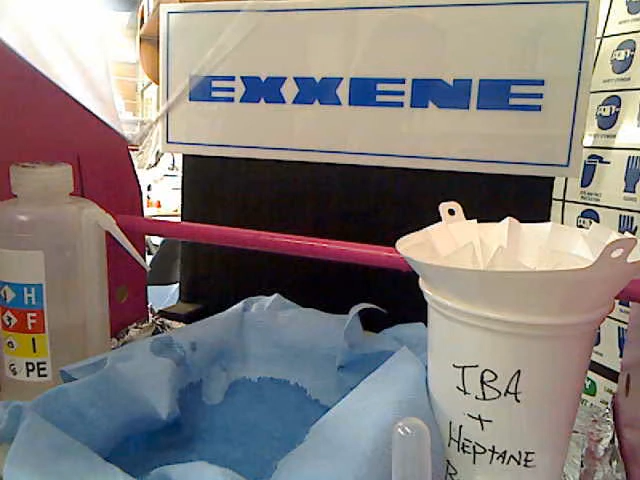 EXXENE
H
F
I
PE
IBA
+
HEPTANE